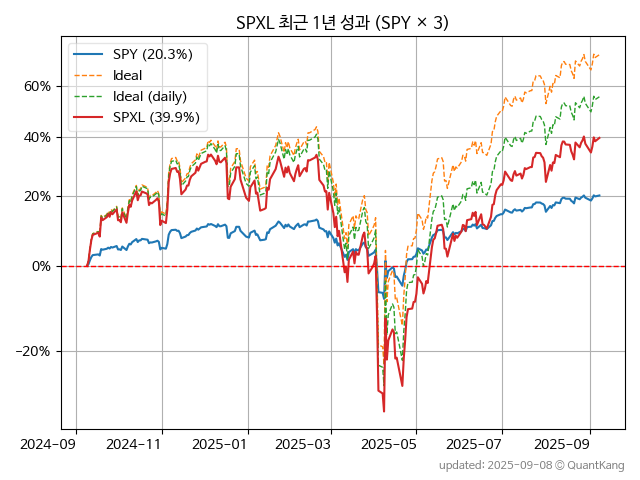 SPXL 최근 1년 성과 (SPY × 3)
SPY (20.3%)
Ideal
Ideal (daily)
SPXL (39.9%)
60%
40%
20%
0%
−20%
2024-09 2024-11 2025-01 2025-03 2025-05 2025-07 2025-09
updated: 2025-09-08 © QuantKang